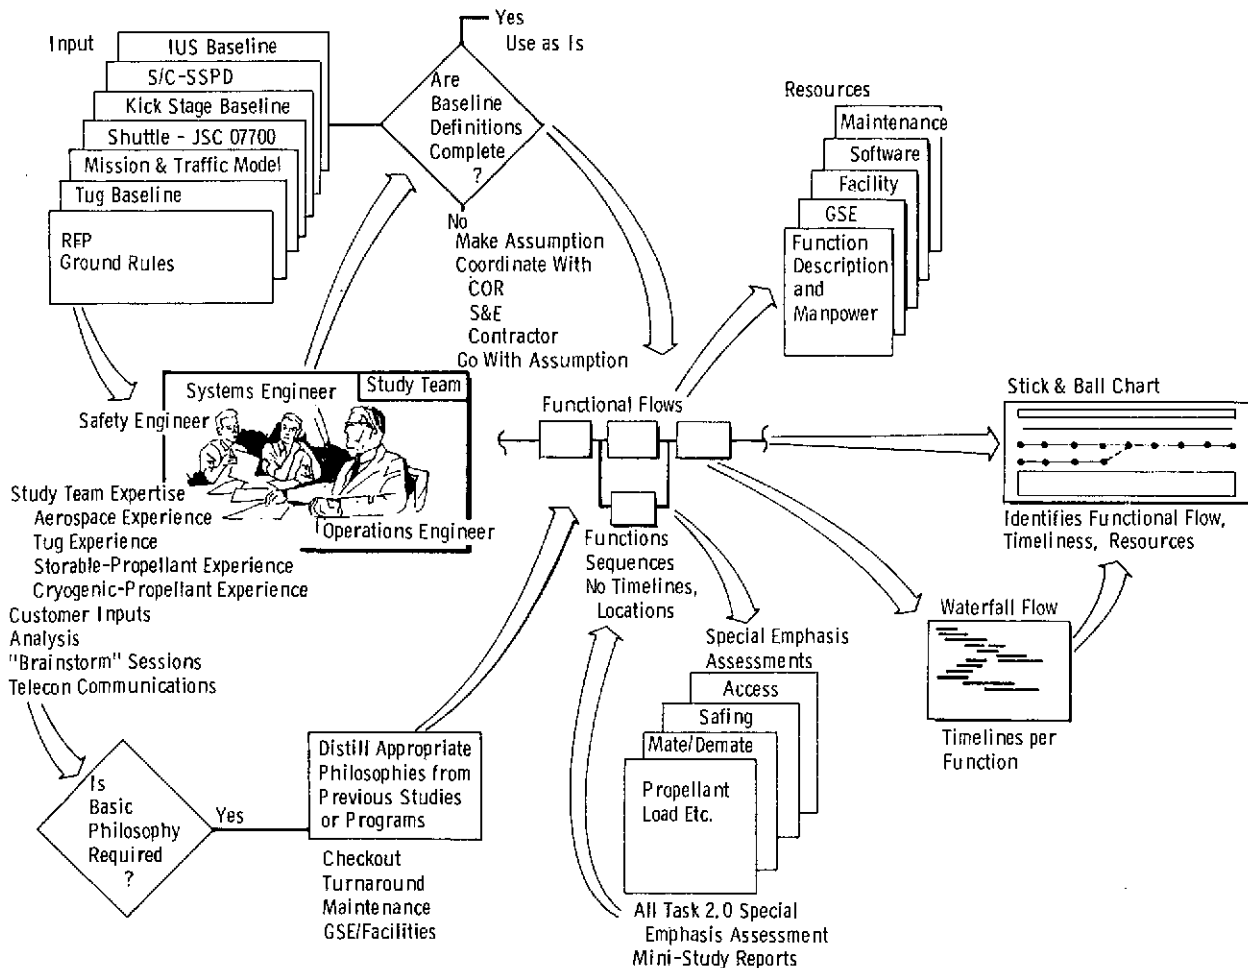 Input
IUS Baseline
S/C-SSPD
Kick Stage Baseline
Shuttle - JSC 07700
Mission & Traffic Model
Tug Baseline
RFP
Ground Rules
Yes
Use as Is
Are
Baseline
Definitions
Complete
?
No
Make Assumption
Coordinate With
COR
S&E
Contractor
Go With Assumption
Resources
Maintenance
Software
Facility
GSE
Function
Description
and
Manpower
Systems Engineer
Study Team
Safety Engineer
Operations Engineer
Study Team Expertise
Aerospace Experience
Tug Experience
Storable-Propellant Experience
Cryogenic-Propellant Experience
Customer Inputs
Analysis
"Brainstorm" Sessions
Telecon Communications
Functional Flows
Functions
Sequences
No Timelines,
Locations
Stick & Ball Chart
Identifies Functional Flow,
Timeliness, Resources
Waterfall Flow
Timelines per
Function
Special Emphasis
Assessments
Access
Safing
Mate/Demate
Propellant
Load Etc.
All Task 2.0 Special
Emphasis Assessment
Mini-Study Reports
Is
Basic
Philosophy
Required
?
Yes
Distill Appropriate
Philosophies from
Previous Studies
or Programs
Checkout
Turnaround
Maintenance
GSE/Facilities